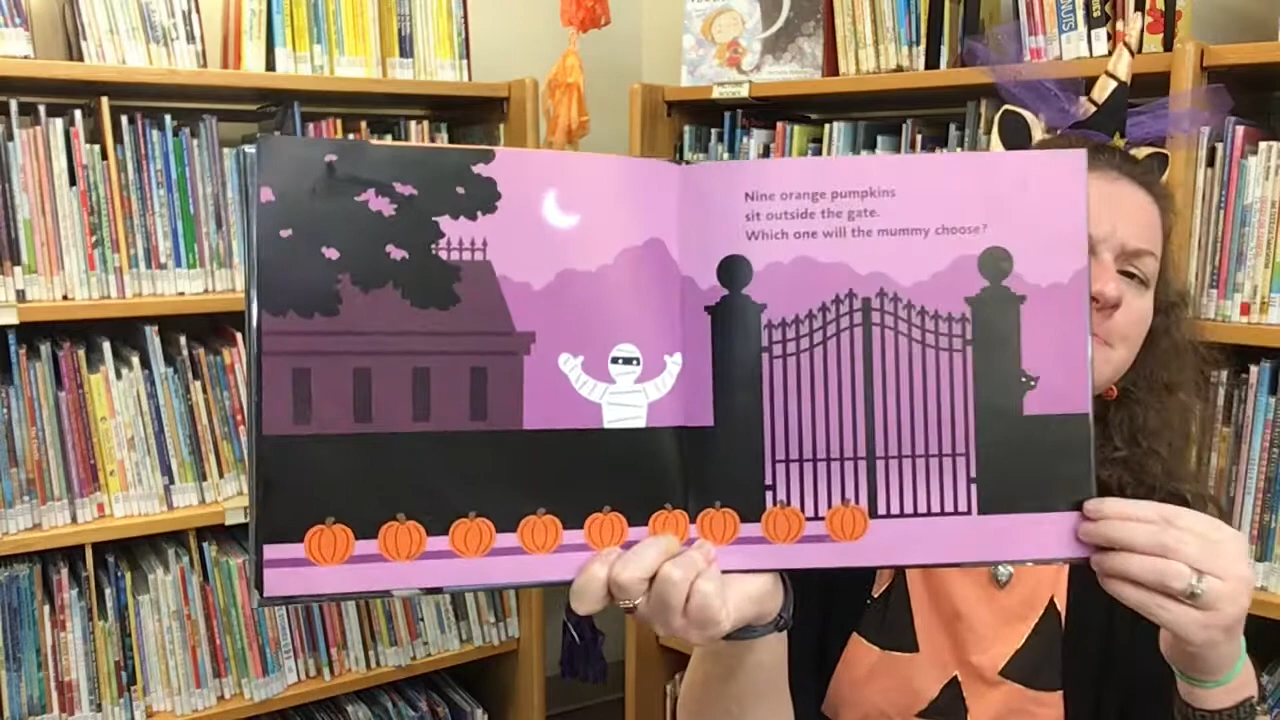 Nine orange pumpkins
sit outside the gate.
Which one will the mummy choose?